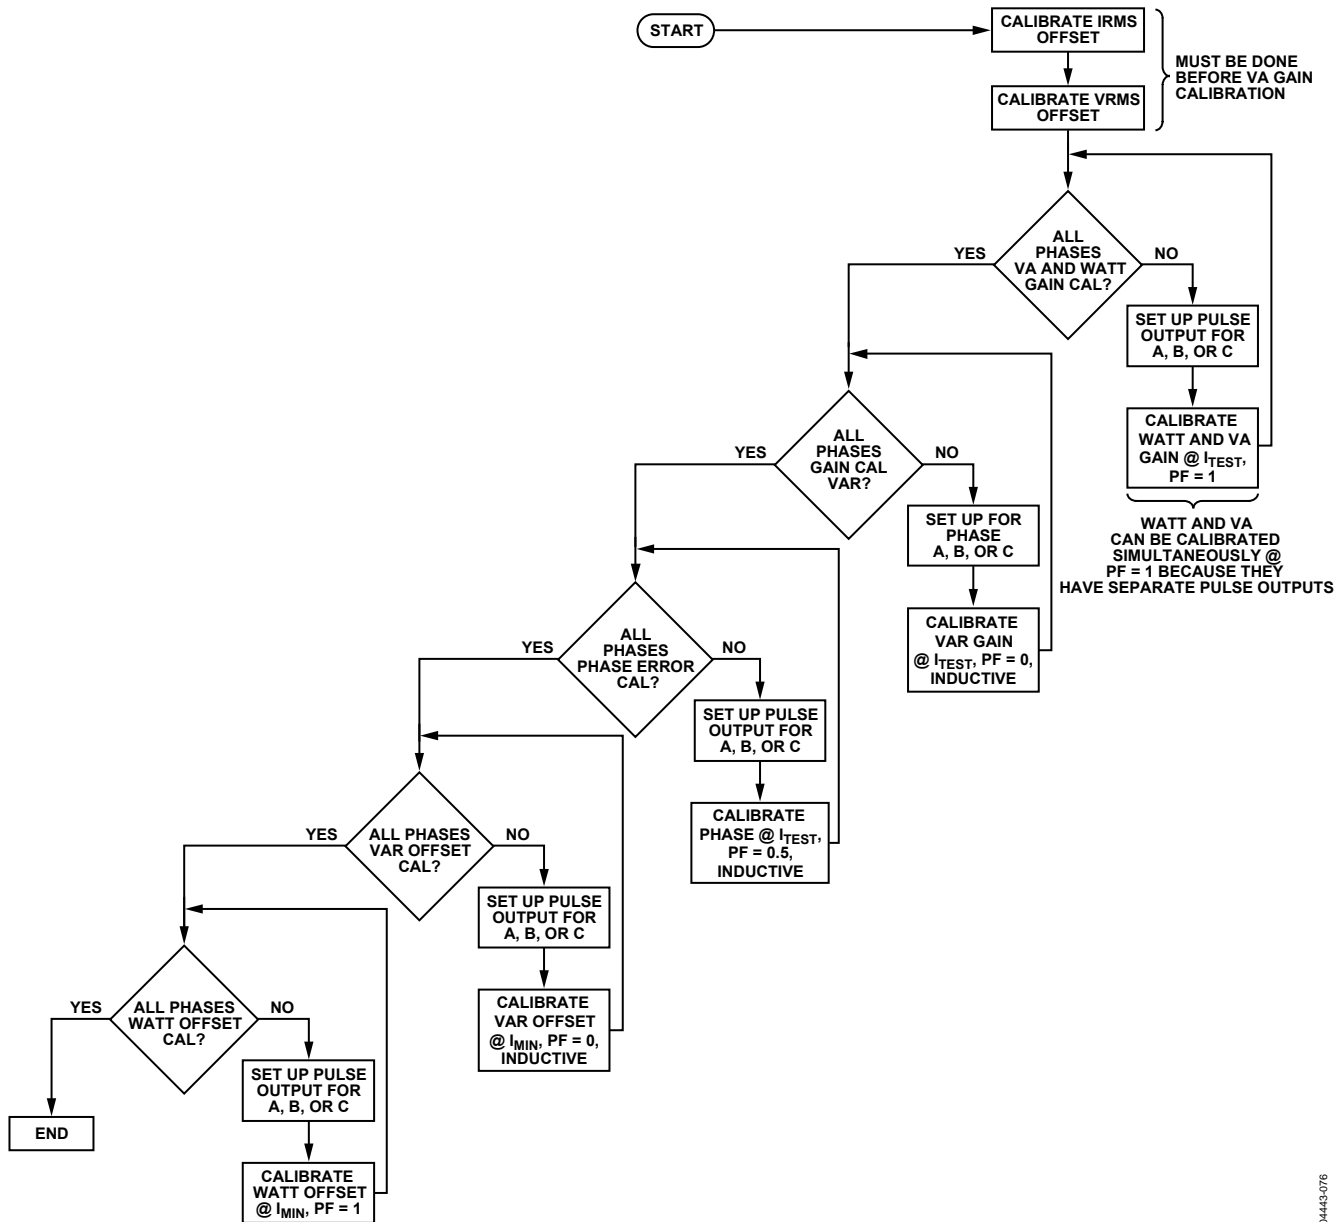 START
CALIBRATE IRMS
OFFSET
MUST BE DONE
BEFORE VA GAIN
CALIBRATION
CALIBRATE VRMS
OFFSET
ALL
PHASES
VA AND WATT
GAIN CAL?
YES
NO
SET UP PULSE
OUTPUT FOR
A, B, OR C
CALIBRATE
WATT AND VA
GAIN @ ITEST,
PF = 1
WATT AND VA
CAN BE CALIBRATED
SIMULTANEOUSLY @
PF = 1 BECAUSE THEY
HAVE SEPARATE PULSE OUTPUTS
ALL
PHASES
GAIN CAL
VAR?
YES
NO
SET UP FOR
PHASE
A, B, OR C
CALIBRATE
VAR GAIN
@ ITEST, PF = 0,
INDUCTIVE
ALL
PHASES
PHASE ERROR
CAL?
YES
NO
SET UP PULSE
OUTPUT FOR
A, B, OR C
CALIBRATE
PHASE @ ITEST,
PF = 0.5,
INDUCTIVE
ALL PHASES
VAR OFFSET
CAL?
YES
NO
SET UP PULSE
OUTPUT FOR
A, B, OR C
CALIBRATE
VAR OFFSET
@ IMIN, PF = 0,
INDUCTIVE
ALL PHASES
WATT OFFSET
CAL?
YES
NO
SET UP PULSE
OUTPUT FOR
A, B, OR C
CALIBRATE
WATT OFFSET
@ IMIN, PF = 1
END
04443-076